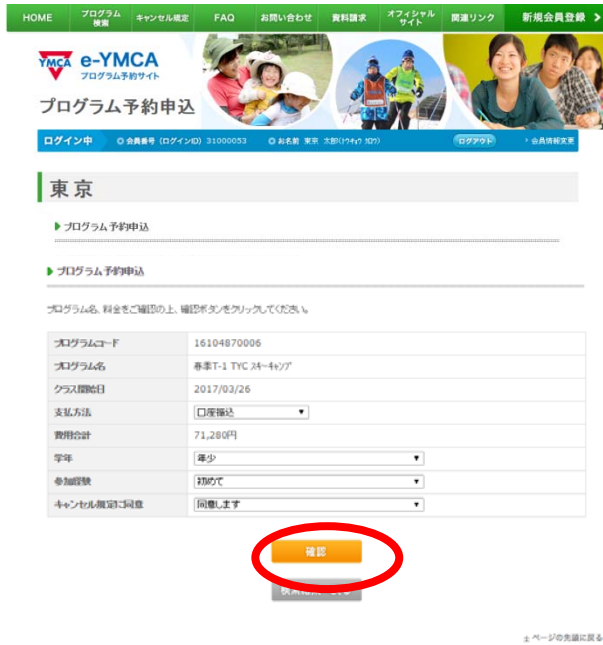 HOME プログラム検索 キャンセル規定 FAQ お問い合わせ 資料請求 オフィシャルサイト 関連リンク 新規会員登録
YMCA e-YMCA
プログラム予約サイト
プログラム予約申込
ログイン中 会員番号 (ログインID) 31000053 お名前 東京 太郎 ログアウト 会員情報変更
東京
プログラム予約申込
プログラム予約申込
プログラム名、料金をご確認の上、確認ボタンをクリックしてください。
プログラムコード 16104870006
プログラム名 春季T-1 TYC ｽｷｰｷｬﾝﾌﾟ
クラス開始日 2017/03/26
支払方法 口座振込
費用合計 71,280円
学年 年少
参加経験 初めて
キャンセル規定に同意 同意します
確認
ページの先頭に戻る